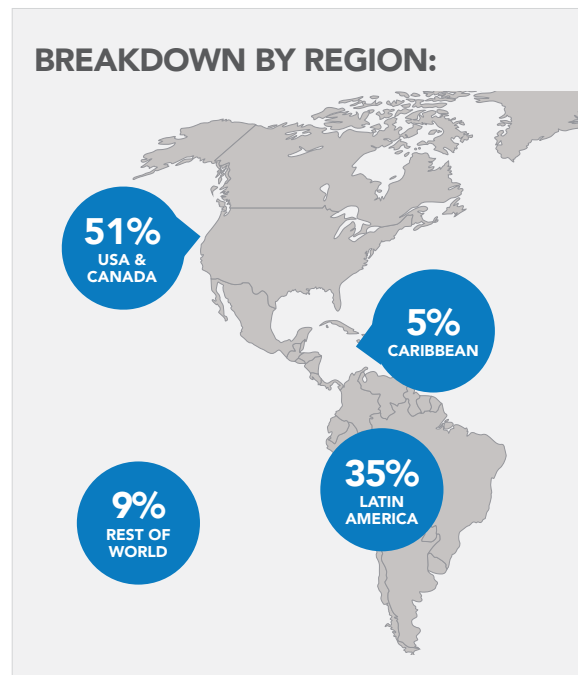 BREAKDOWN BY REGION:
51%
USA &
CANADA
5%
CARIBBEAN
35%
LATIN
AMERICA
9%
REST OF
WORLD